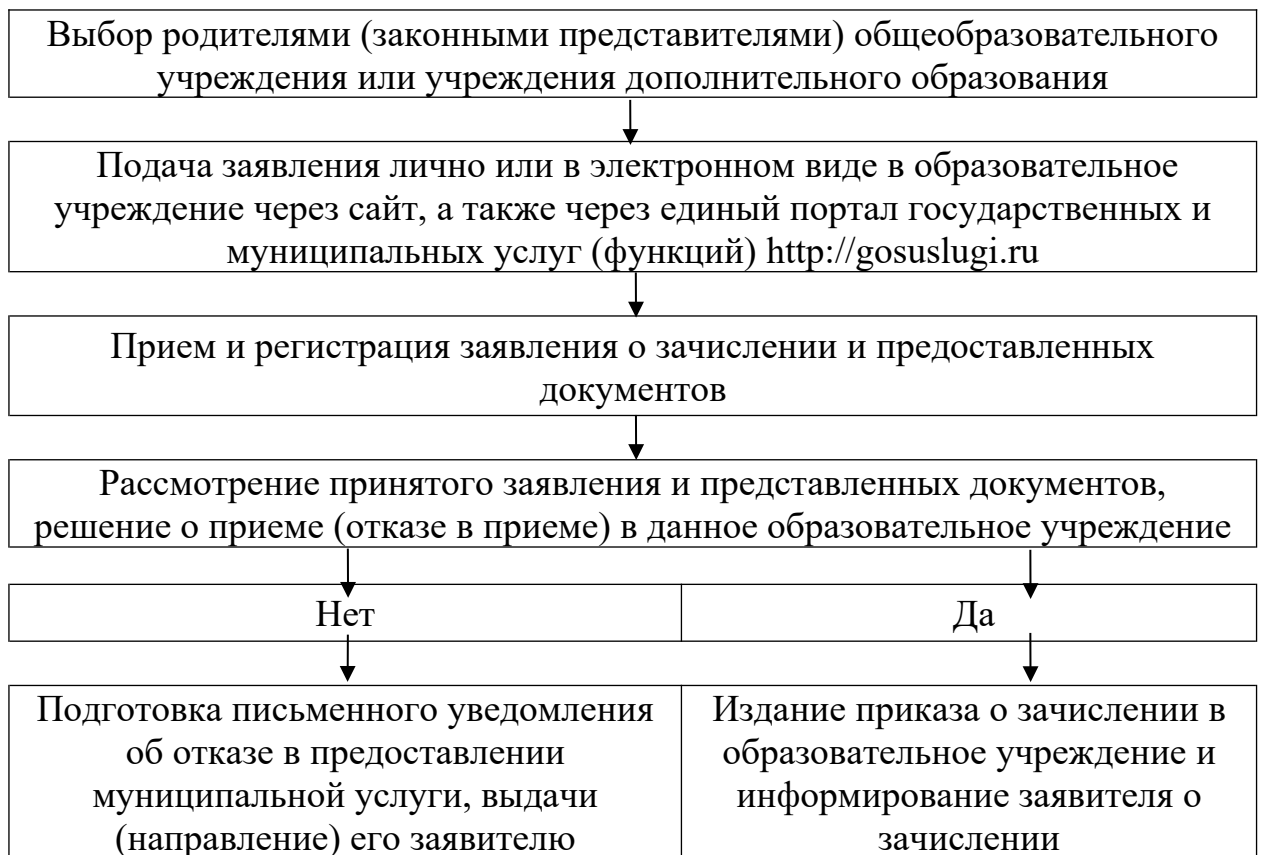 Выбор родителями (законными представителями) общеобразовательного
учреждения или учреждения дополнительного образования
Подача заявления лично или в электронном виде в образовательное
учреждение через сайт, а также через единый портал государственных и
муниципальных услуг (функций) http://gosuslugi.ru
Прием и регистрация заявления о зачислении и предоставленных
документов
Рассмотрение принятого заявления и представленных документов,
решение о приеме (отказе в приеме) в данное образовательное учреждение
Нет
Да
Подготовка письменного уведомления
об отказе в предоставлении
муниципальной услуги, выдачи
(направление) его заявителю
Издание приказа о зачислении в
образовательное учреждение и
информирование заявителя о
зачислении